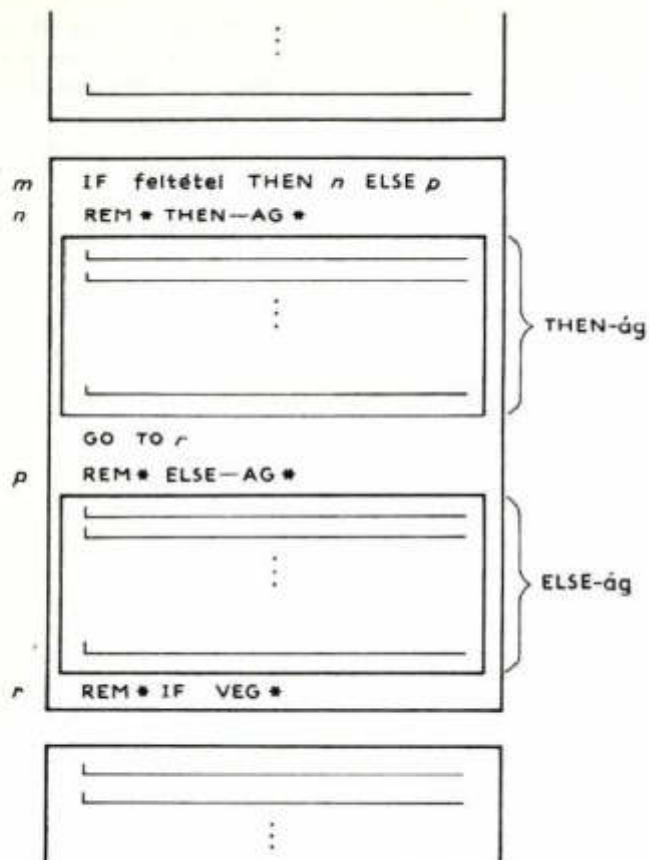 m IF feltétel THEN n ELSE p
n REM * THEN—AG *
THEN-ág
GO TO r
p REM * ELSE—AG *
ELSE-ág
r REM * IF VEG *